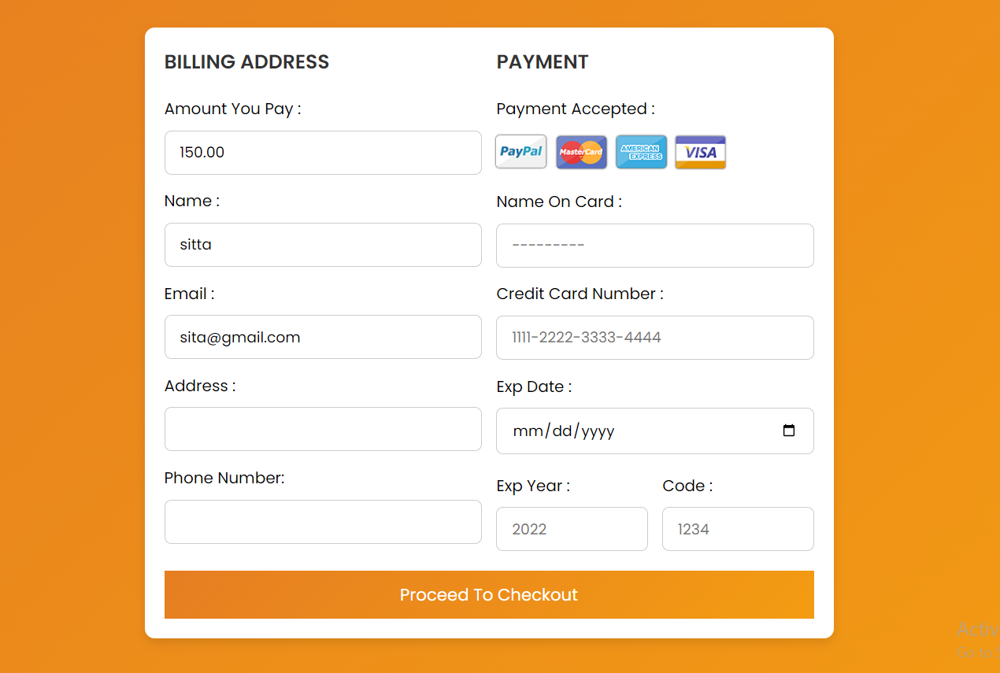 BILLING ADDRESS
Amount You Pay :
150.00
Name :
sitta
Email :
sita@gmail.com
Address :
Phone Number:
PAYMENT
Payment Accepted :
PayPal MasterCard AMERICAN EXPRESS VISA
Name On Card :
---------
Credit Card Number :
1111-2222-3333-4444
Exp Date :
mm/dd/yyyy
Exp Year :
2022
Code :
1234
Proceed To Checkout
Go to